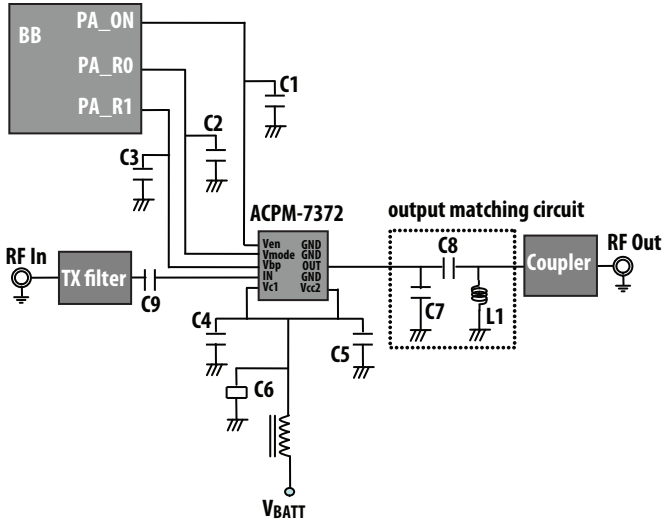 BB
PA_ON
PA_R0
PA_R1
C1
C2
C3
ACPM-7372
output matching circuit
Ven GND
Vmode GND
Vbp OUT
IN GND
Vc1 Vcc2
RF In
TX filter
C9
C8
C7
L1
Coupler
RF Out
C4
C5
C6
VBATT